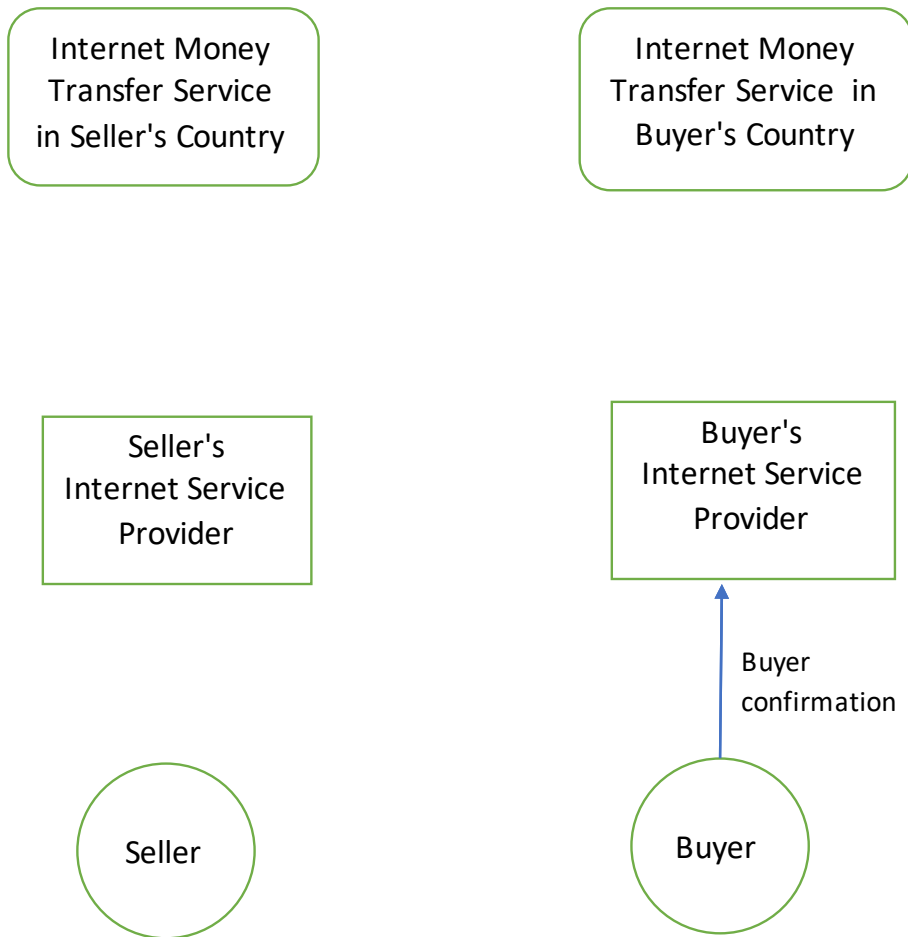 Internet Money
Transfer Service
in Seller's Country
Internet Money
Transfer Service in
Buyer's Country
Seller's
Internet Service
Provider
Buyer's
Internet Service
Provider
Buyer
confirmation
Seller
Buyer